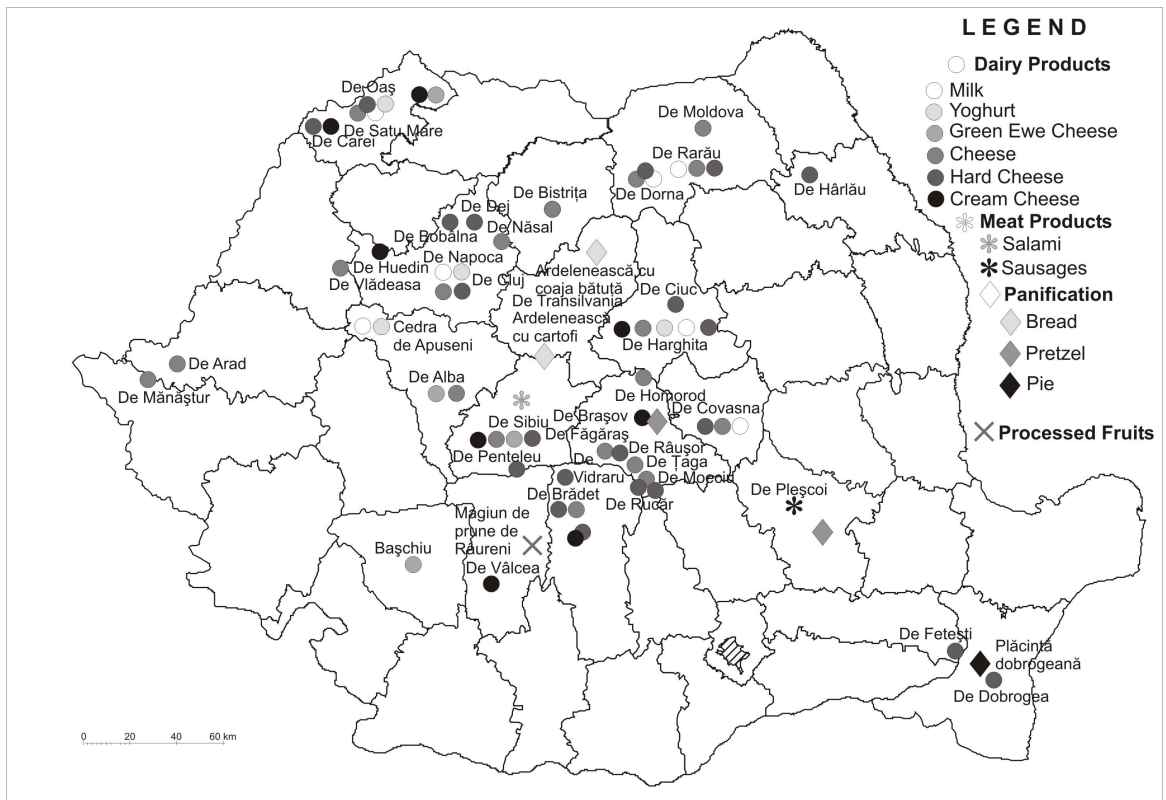 LEGEND
Dairy Products
Milk
Yoghurt
Green Ewe Cheese
Cheese
Hard Cheese
Cream Cheese
Meat Products
Salami
Sausages
Panification
Bread
Pretzel
Pie
Processed Fruits
De Oaş
De Satu Mare
De Carei
De Moldova
De Rarău
De Dorna
De Hârlău
De Bistriţa
De Dej
De Năsal
De Bobâlna
De Napoca
De Huedin
De Cluj
De Vlădeasa
Ardelenească cu
coaja bătută
De Transilvania
Ardelenească
cu cartofi
De Ciuc
De Harghita
Cedra
de Apuseni
De Arad
De Mănăştur
De Alba
De Homorod
De Covasna
De Braşov
De Sibiu
De Făgăraş
De Râuşor
De Penteleu
De
Vidraru
De Ţaga
De Moeciu
De Brădet
De Rucăr
De Pleşcoi
Magiun de
prune de
Râureni
Başchiu
De Vâlcea
De Feteşti
Plăcintă
dobrogeană
De Dobrogea
0 20 40 60 km